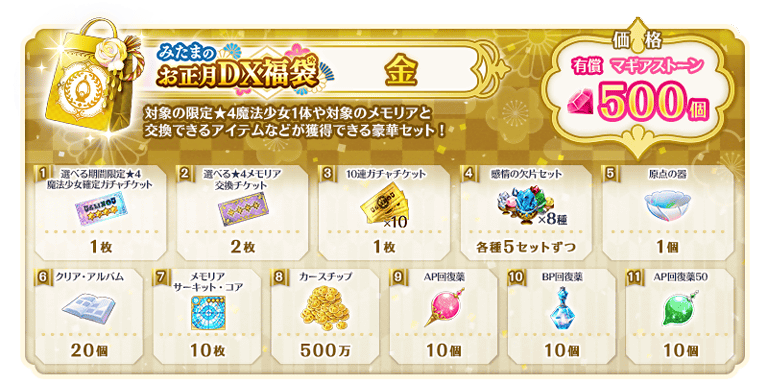 みたまの
お正月DX福袋
金
価格
有償 マギアストーン
500個
対象の限定★4魔法少女1体や対象のメモリアと
交換できるアイテムなどが獲得できる豪華セット！
1 選べる期間限定★4
魔法少女確定ガチャチケット
1枚
2 選べる★4メモリア
交換チケット
2枚
3 10連ガチャチケット
×10
1枚
4 感情の欠片セット
×8種
各種5セットずつ
5 原点の器
1個
6 クリア・アルバム
20個
7 メモリア
サーキット・コア
10枚
8 カースチップ
500万
9 AP回復薬
10個
10 BP回復薬
10個
11 AP回復薬50
10個